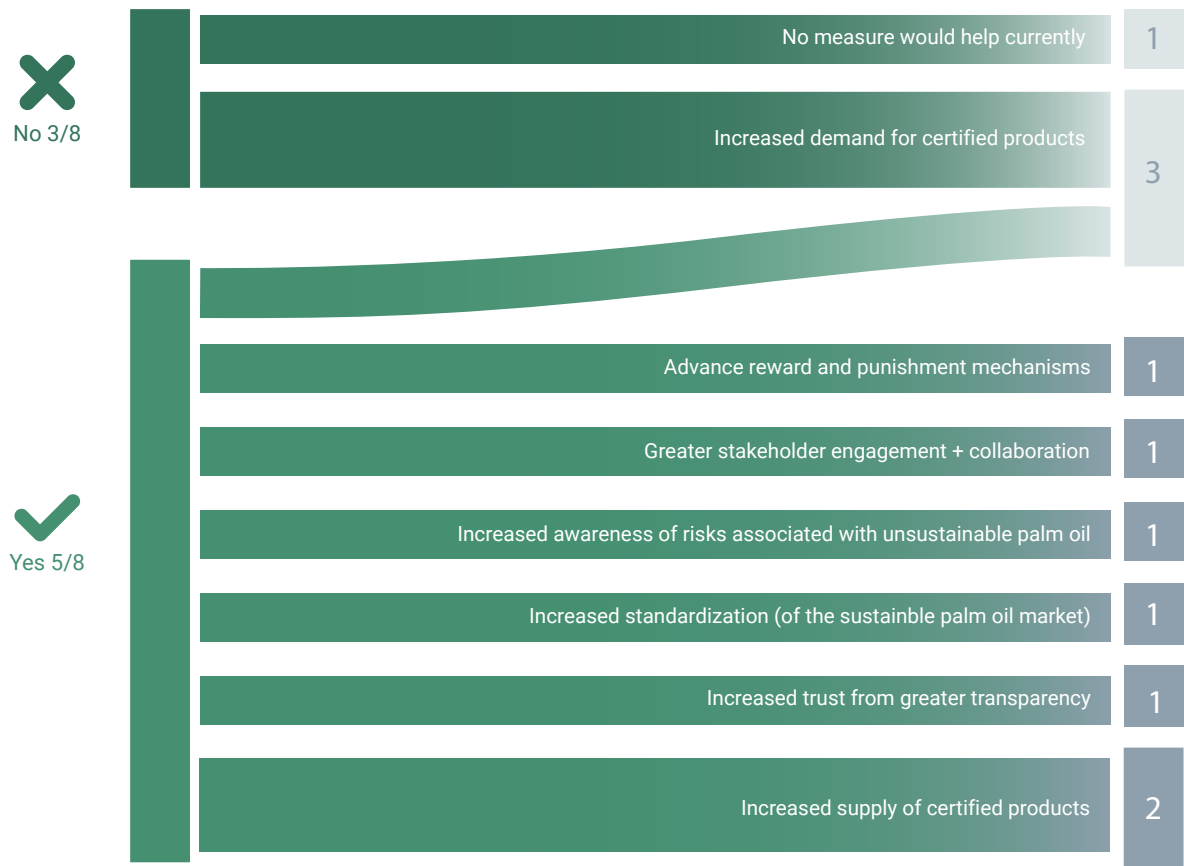 No measure would help currently
1
No 3/8
Increased demand for certified products
3
Advance reward and punishment mechanisms
1
Greater stakeholder engagement + collaboration
1
Yes 5/8
Increased awareness of risks associated with unsustainable palm oil
1
Increased standardization (of the sustainble palm oil market)
1
Increased trust from greater transparency
1
Increased supply of certified products
2